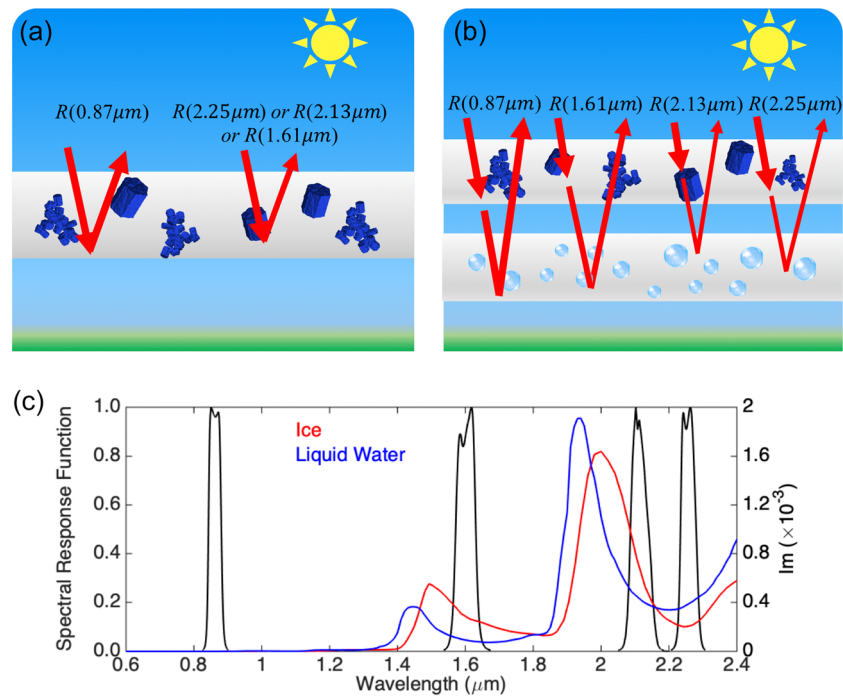 (a)
R(0.87μm)
R(2.25μm) or R(2.13μm)
or R(1.61μm)
(b)
R(0.87μm)
R(1.61μm)
R(2.13μm)
R(2.25μm)
(c)
Spectral Response Function
1.0
0.8
0.6
0.4
0.2
0.0
Ice
Liquid Water
2
1.6
1.2
0.8
0.4
0
Im (×10⁻³)
0.6 0.8 1 1.2 1.4 1.6 1.8 2 2.2 2.4
Wavelength (μm)